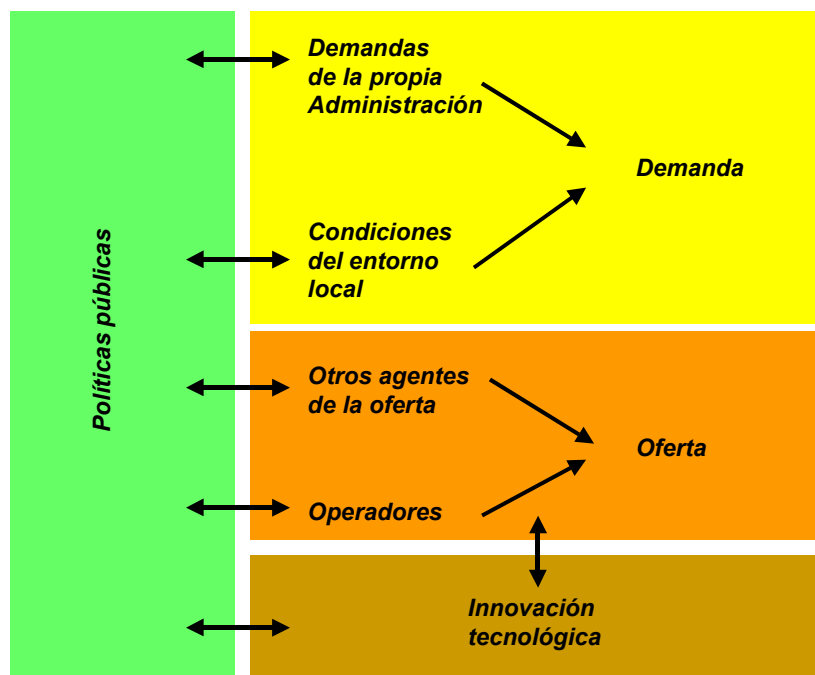 Políticas públicas
Demandas
de la propia
Administración
Demanda
Condiciones
del entorno
local
Otros agentes
de la oferta
Oferta
Operadores
Innovación
tecnológica